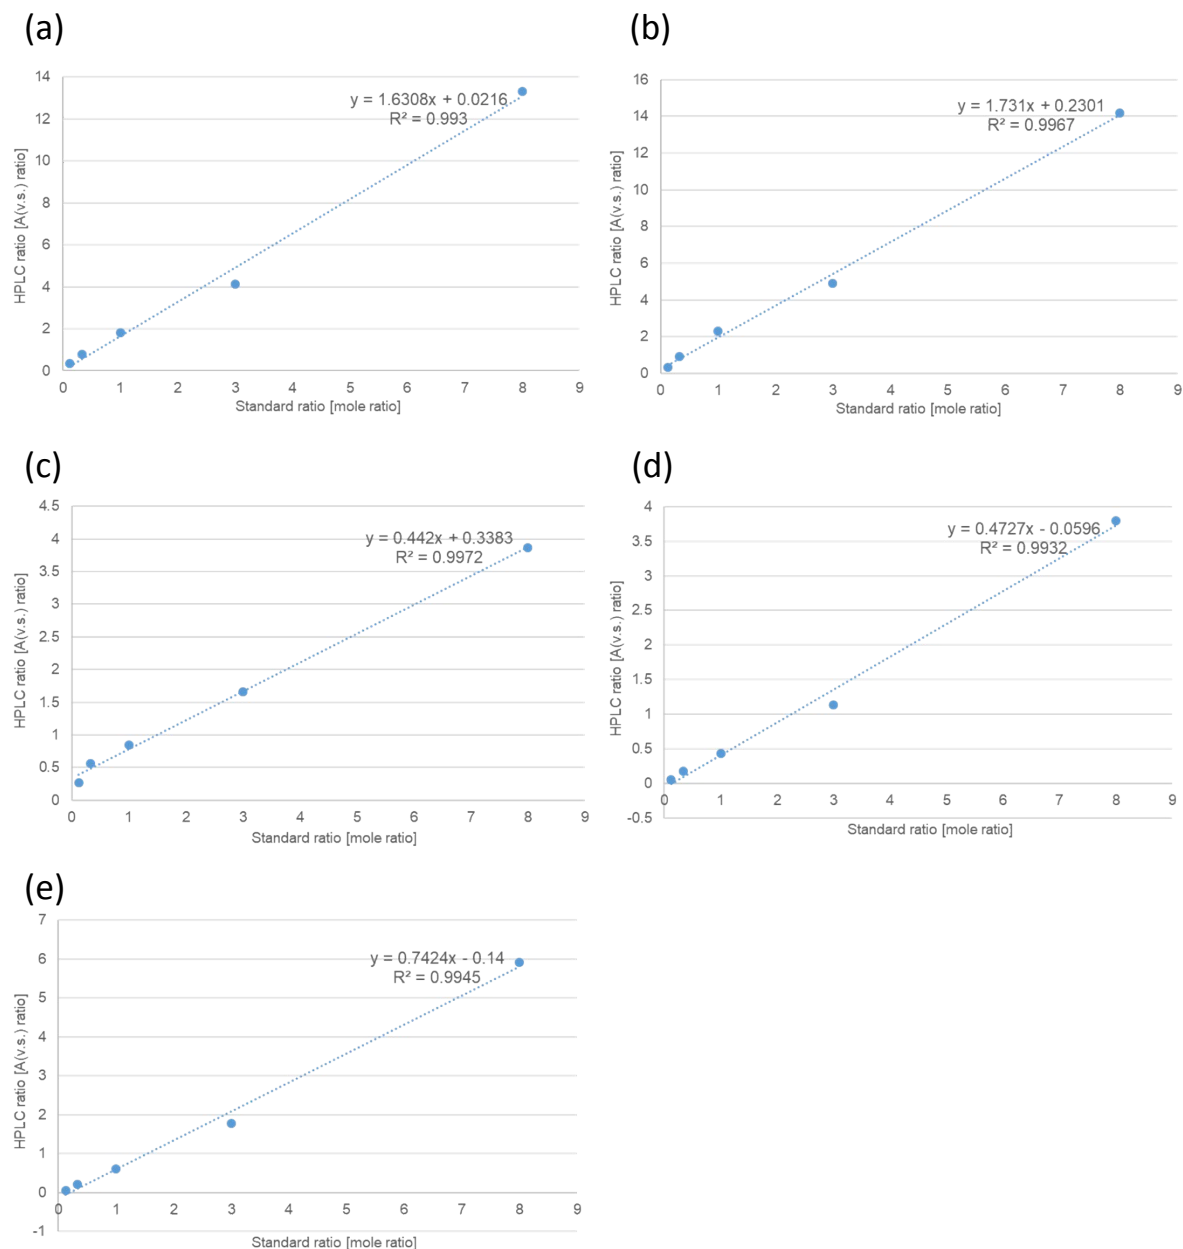 (a)
14
12
10
8
6
4
2
0
y = 1.6308x + 0.0216
R² = 0.993
0 1 2 3 4 5 6 7 8 9
HPLC ratio [A(v.s.) ratio]
Standard ratio [mole ratio]
(b)
16
14
12
10
8
6
4
2
0
y = 1.731x + 0.2301
R² = 0.9967
0 1 2 3 4 5 6 7 8 9
HPLC ratio [A(v.s.) ratio]
Standard ratio [mole ratio]
(c)
4.5
4
3.5
3
2.5
2
1.5
1
0.5
0
y = 0.442x + 0.3383
R² = 0.9972
0 1 2 3 4 5 6 7 8 9
HPLC ratio [A(v.s.) ratio]
Standard ratio [mole ratio]
(d)
4
3.5
3
2.5
2
1.5
1
0.5
0
-0.5
y = 0.4727x - 0.0596
R² = 0.9932
0 1 2 3 4 5 6 7 8 9
HPLC ratio [A(v.s.) ratio]
Standard ratio [mole ratio]
(e)
7
6
5
4
3
2
1
0
-1
y = 0.7424x - 0.14
R² = 0.9945
0 1 2 3 4 5 6 7 8 9
HPLC ratio [A(v.s.) ratio]
Standard ratio [mole ratio]